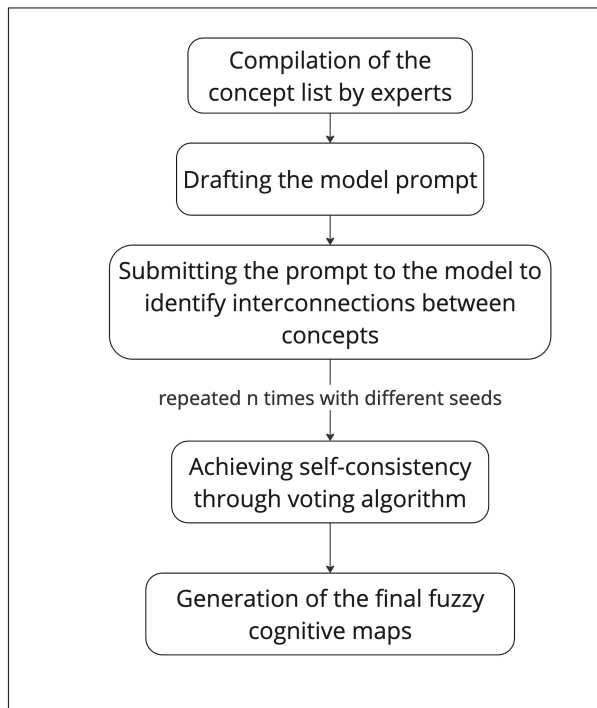 Compilation of the
concept list by experts
Drafting the model prompt
Submitting the prompt to the model to
identify interconnections between
concepts
repeated n times with different seeds
Achieving self-consistency
through voting algorithm
Generation of the final fuzzy
cognitive maps